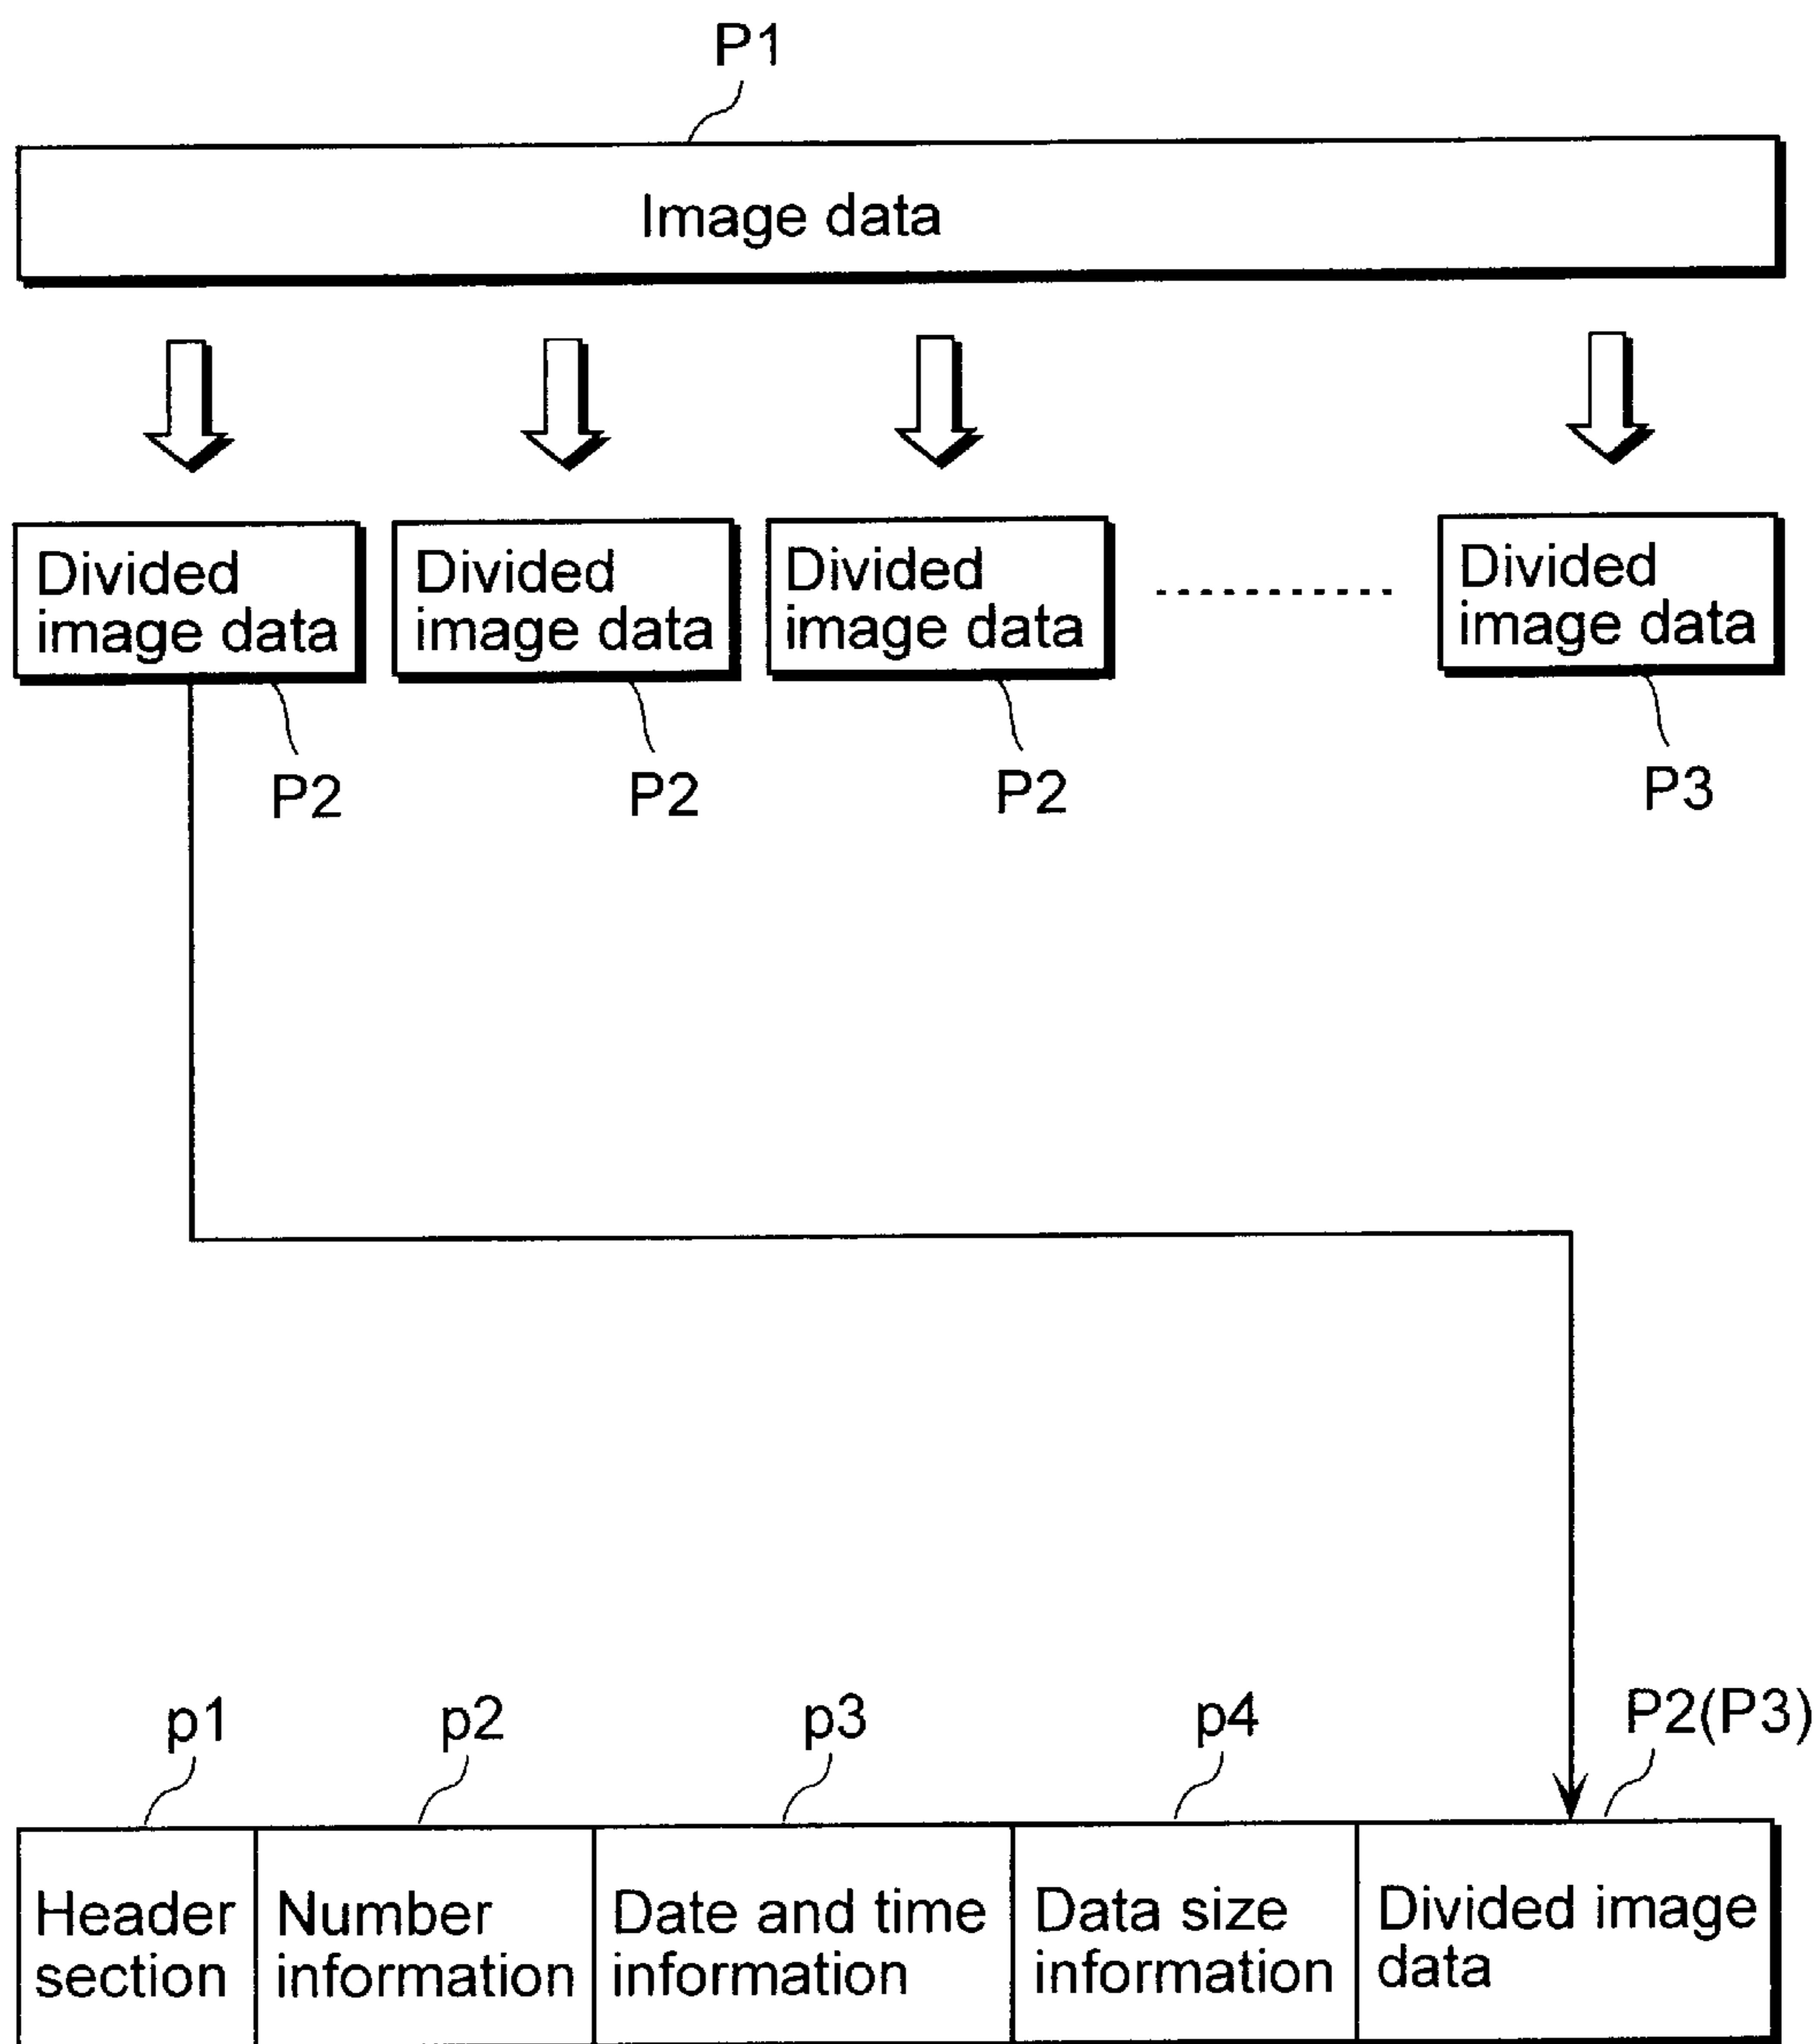 P1
Image data
Divided
image data
Divided
image data
Divided
image data
Divided
image data
P2
P2
P2
P3
p1
p2
p3
p4
P2(P3)
Header
section
Number
information
Date and time
information
Data size
information
Divided image
data